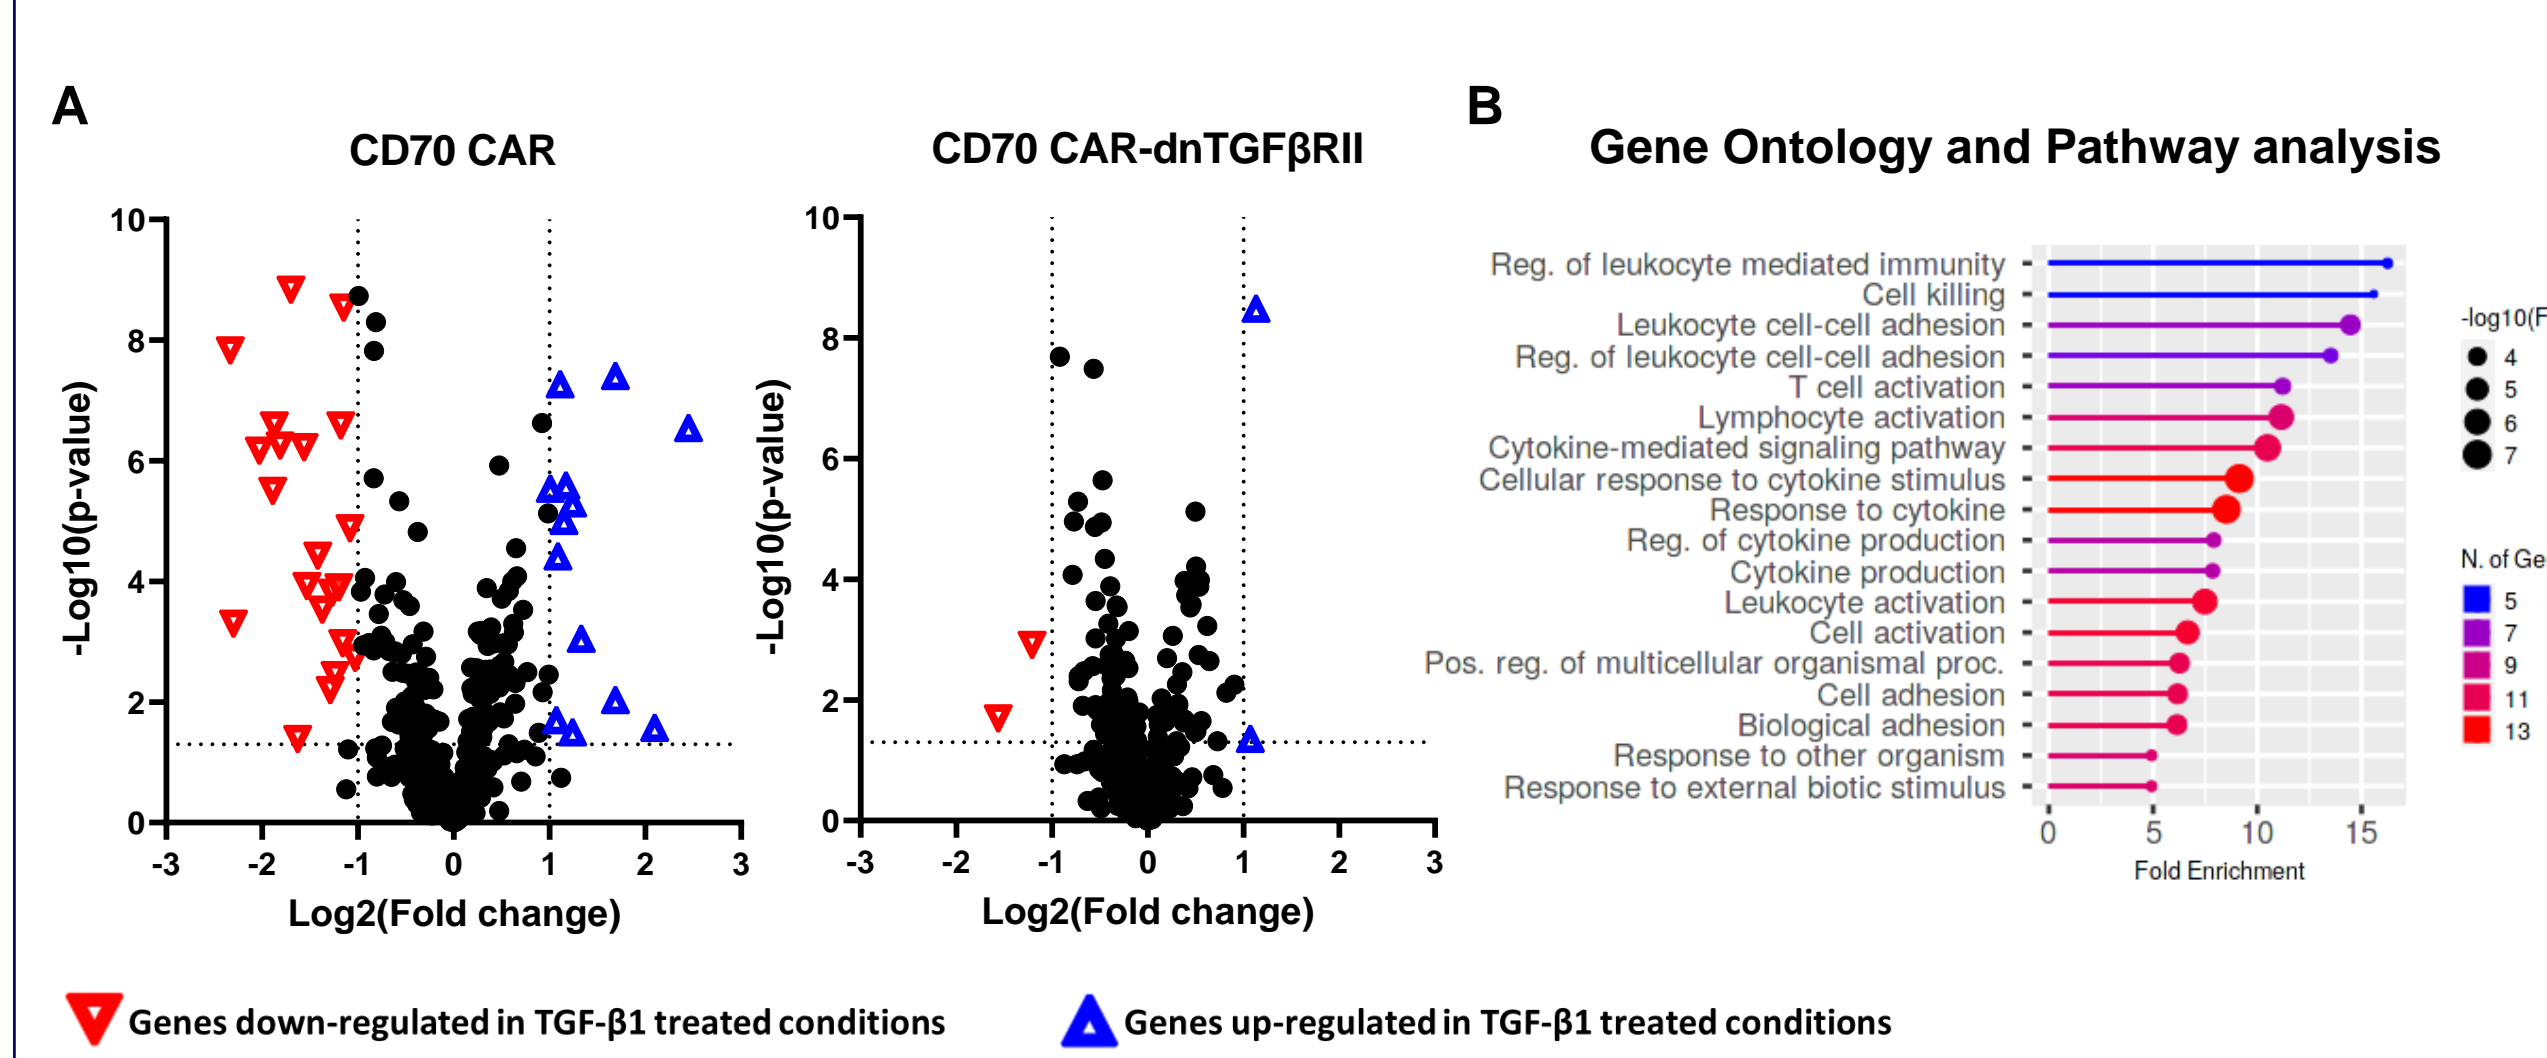 A
B
CD70 CAR
CD70 CAR-dnTGFβRII
Gene Ontology and Pathway analysis
-Log10(p-value)
10
8
6
4
2
0
-3
-2
-1
0
1
2
3
Log2(Fold change)
-Log10(p-value)
10
8
6
4
2
0
-3
-2
-1
0
1
2
3
Log2(Fold change)
Reg. of leukocyte mediated immunity
Cell killing
Leukocyte cell-cell adhesion
Reg. of leukocyte cell-cell adhesion
T cell activation
Lymphocyte activation
Cytokine-mediated signaling pathway
Cellular response to cytokine stimulus
Response to cytokine
Reg. of cytokine production
Cytokine production
Leukocyte activation
Cell activation
Pos. reg. of multicellular organismal proc.
Cell adhesion
Biological adhesion
Response to other organism
Response to external biotic stimulus
0
5
10
15
Fold Enrichment
-log10(F
4
5
6
7
N. of Ge
5
7
9
11
13
Genes down-regulated in TGF-β1 treated conditions
Genes up-regulated in TGF-β1 treated conditions